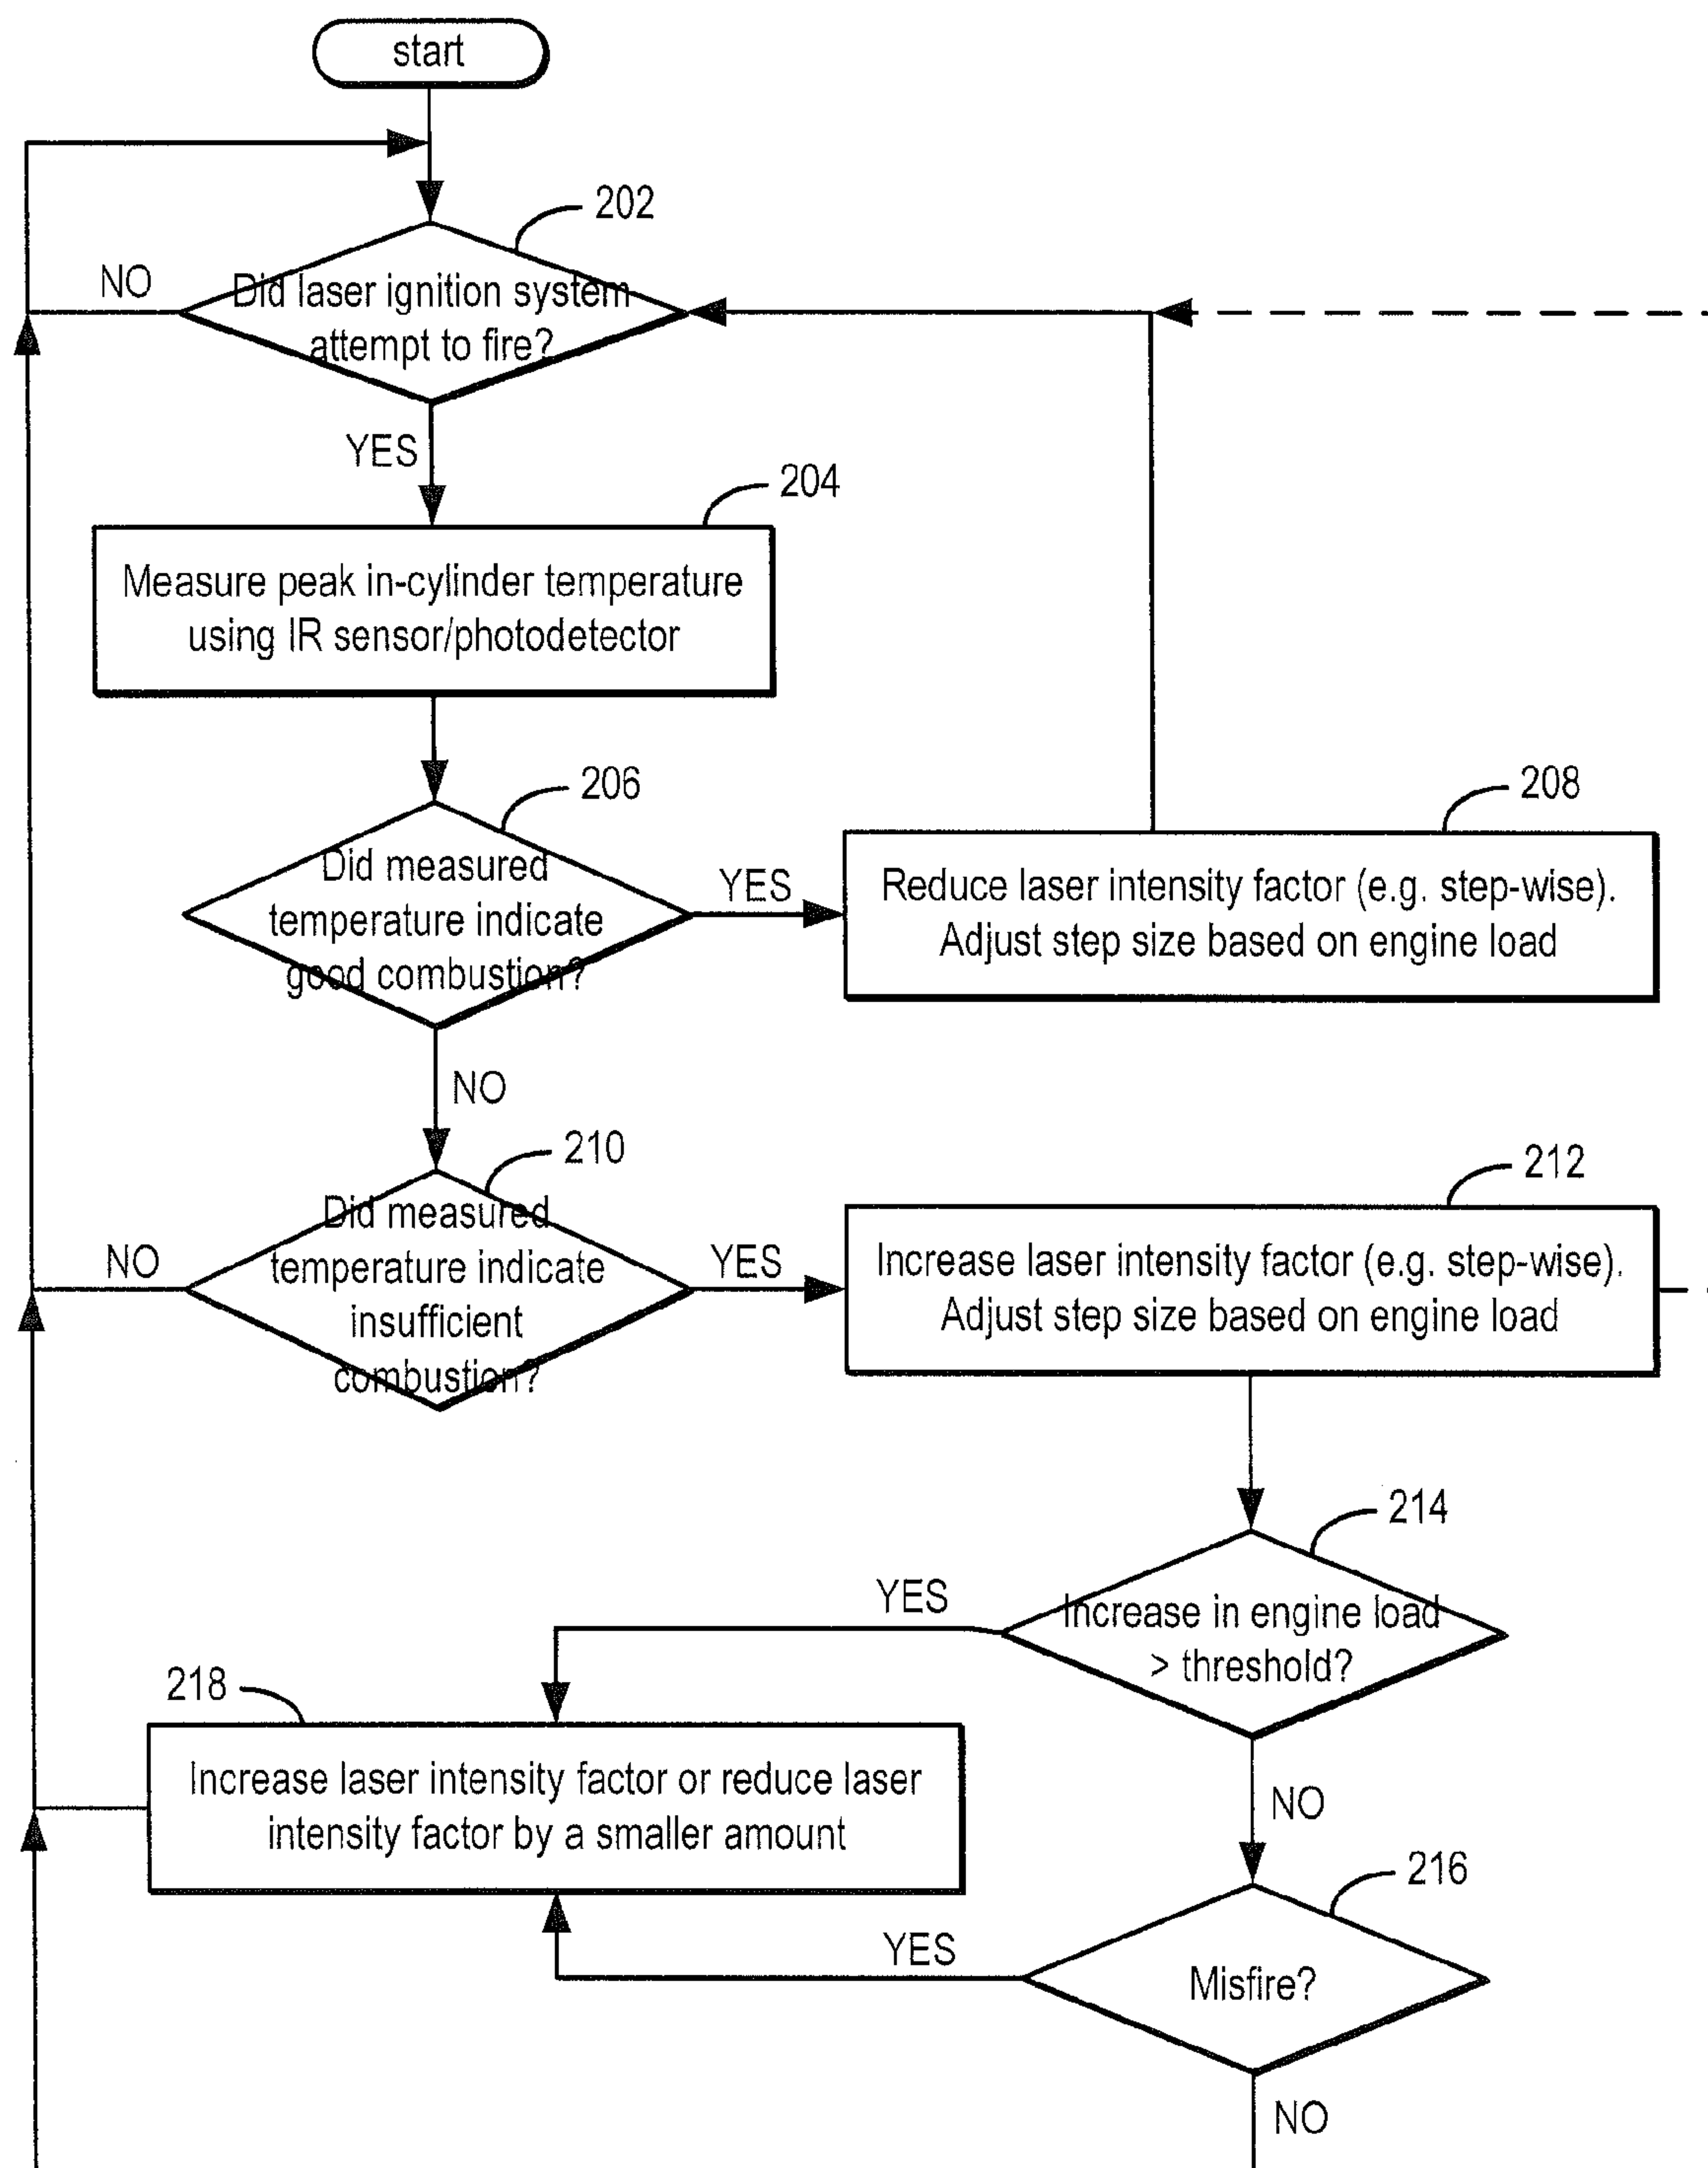 start
202
Did laser ignition system
attempt to fire?
NO
YES
204
Measure peak in-cylinder temperature
using IR sensor/photodetector
206
Did measured
temperature indicate
good combustion?
YES
208
Reduce laser intensity factor (e.g. step-wise).
Adjust step size based on engine load
NO
210
Did measured
temperature indicate
insufficient
combustion?
NO
YES
212
Increase laser intensity factor (e.g. step-wise).
Adjust step size based on engine load
214
Increase in engine load
> threshold?
YES
218
Increase laser intensity factor or reduce laser
intensity factor by a smaller amount
NO
216
Misfire?
YES
NO